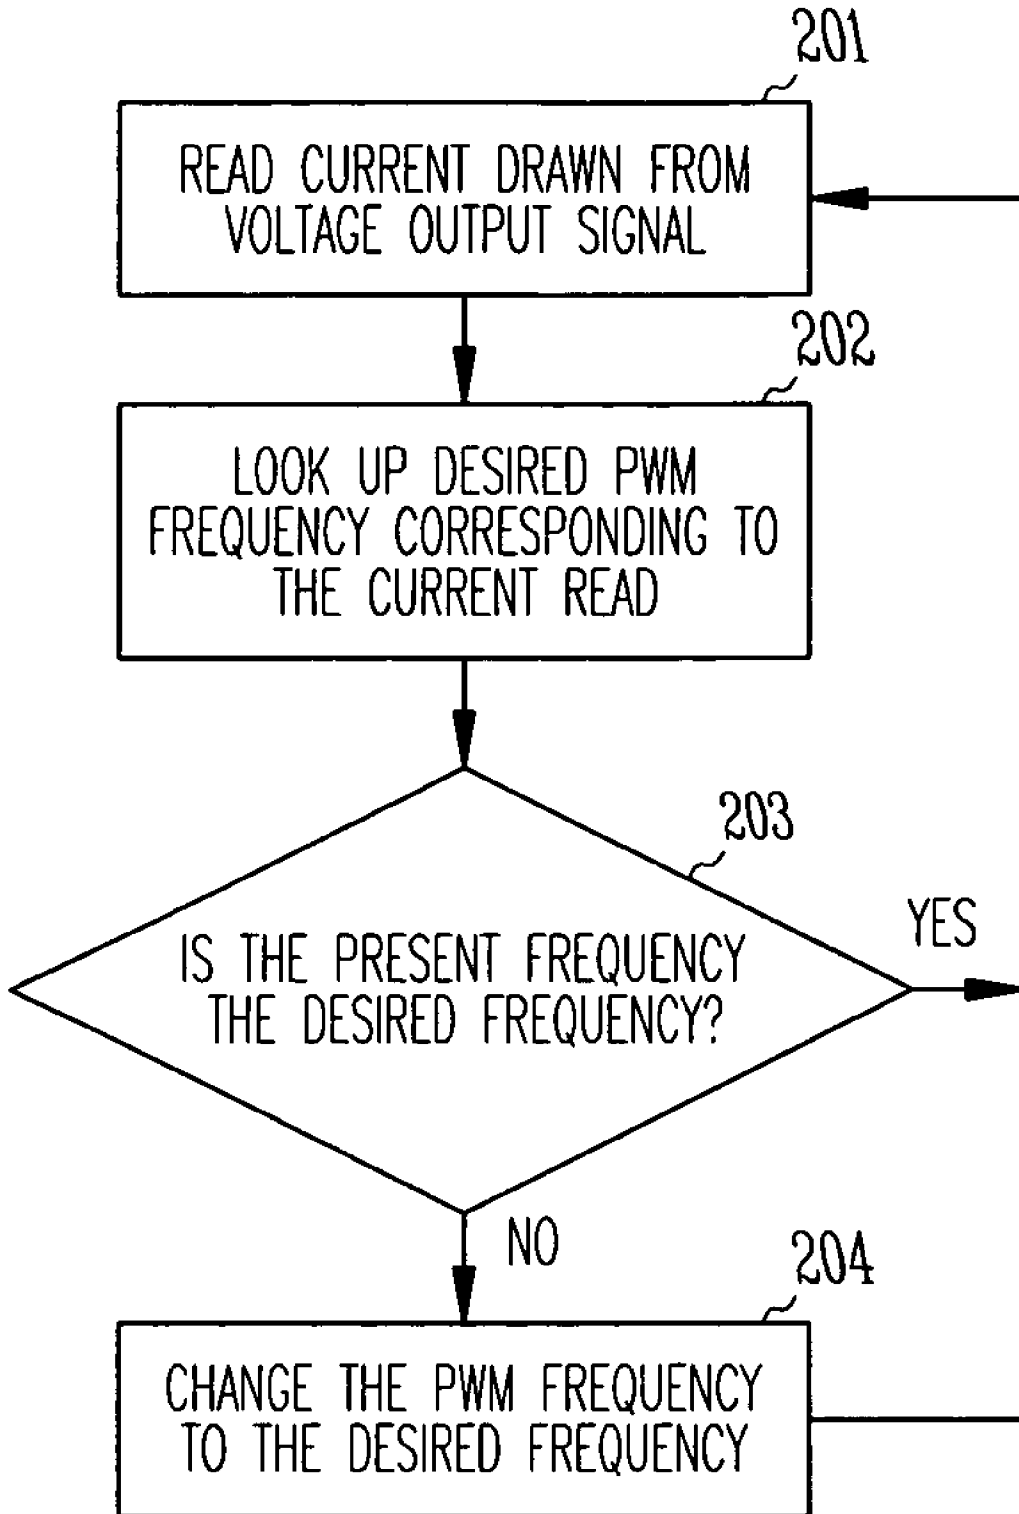 201
READ CURRENT DRAWN FROM
VOLTAGE OUTPUT SIGNAL
202
LOOK UP DESIRED PWM
FREQUENCY CORRESPONDING TO
THE CURRENT READ
203
IS THE PRESENT FREQUENCY
THE DESIRED FREQUENCY?
YES
NO
204
CHANGE THE PWM FREQUENCY
TO THE DESIRED FREQUENCY